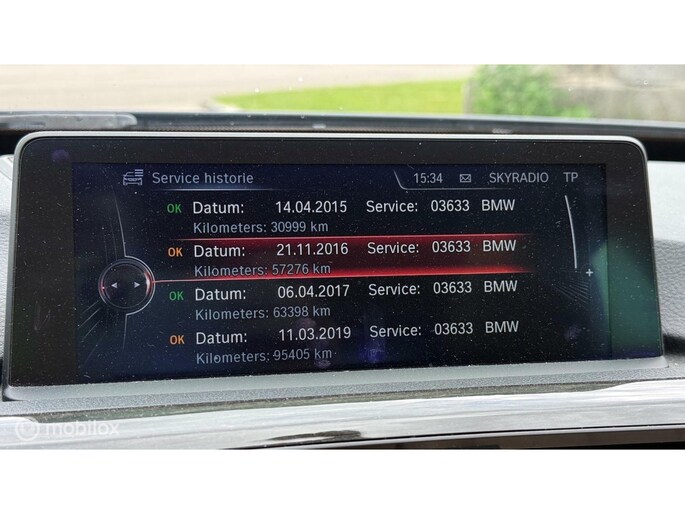 Service historie 15:34 SKYRADIO TP
OK Datum: 14.04.2015 Service: 03633 BMW
Kilometers: 30999 km
OK Datum: 21.11.2016 Service: 03633 BMW
Kilometers: 57276 km
OK Datum: 06.04.2017 Service: 03633 BMW
Kilometers: 63398 km
OK Datum: 11.03.2019 Service: 03633 BMW
Kilometers: 95405 km
mobilox